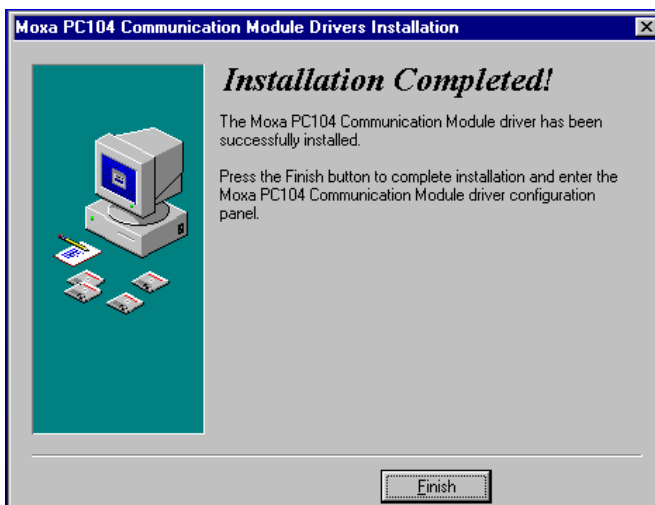 Moxa PC104 Communication Module Drivers Installation
Installation Completed!
The Moxa PC104 Communication Module driver has been
successfully installed.
Press the Finish button to complete installation and enter the
Moxa PC104 Communication Module driver configuration
panel.
Finish